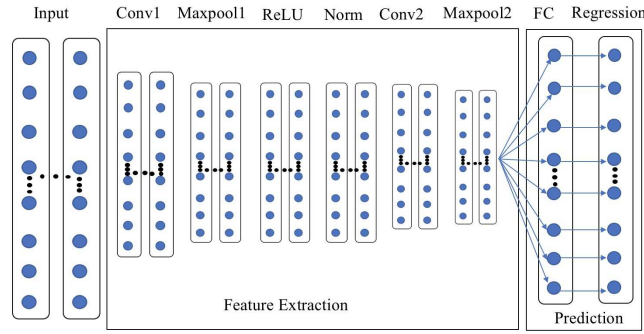 Input Conv1 Maxpool1 ReLU Norm Conv2 Maxpool2 FC Regression
Feature Extraction
Prediction